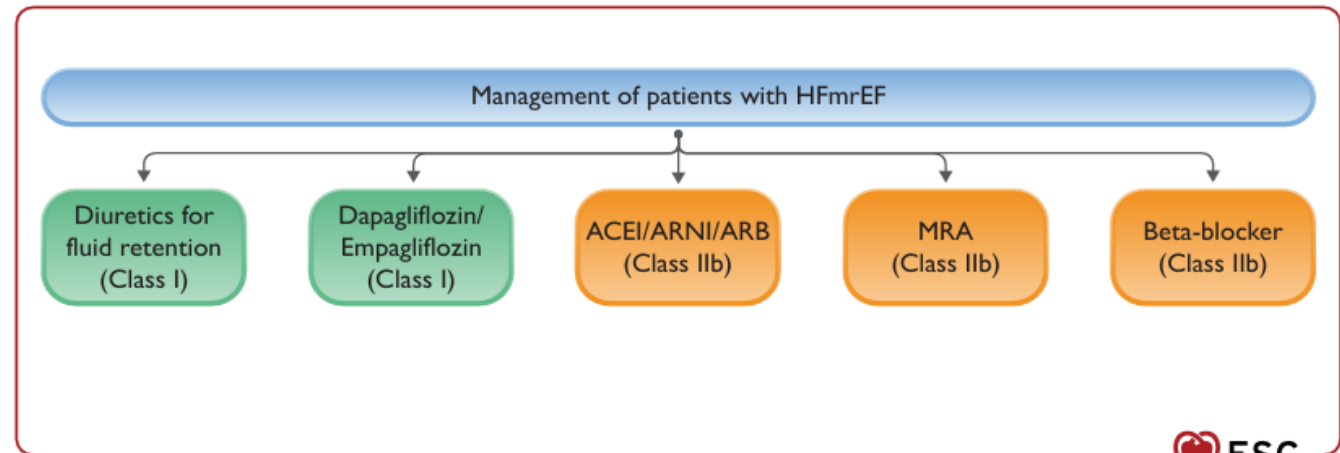 Management of patients with HFmrEF
Diuretics for
fluid retention
(Class I)
Dapagliflozin/
Empagliflozin
(Class I)
ACEI/ARNI/ARB
(Class IIb)
MRA
(Class IIb)
Beta-blocker
(Class IIb)
ESC